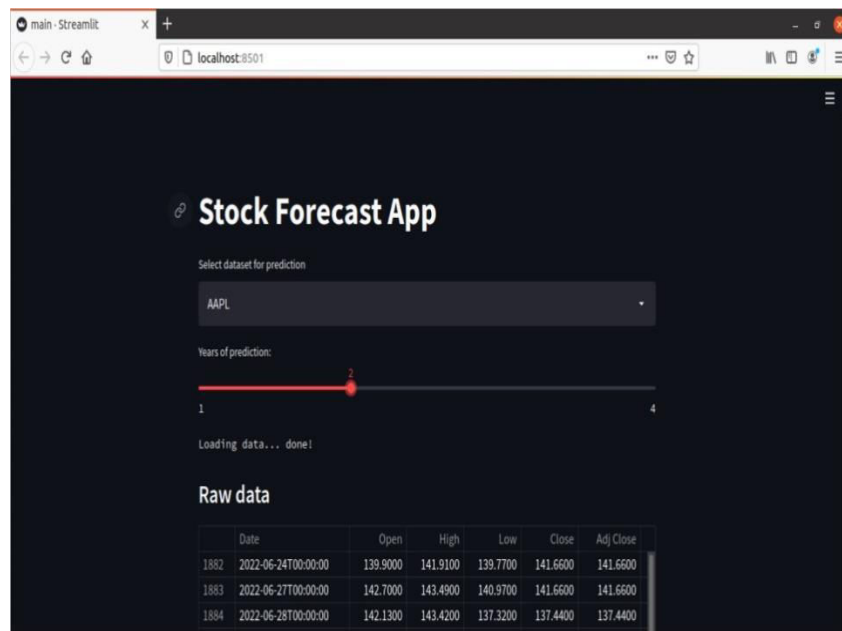 main · Streamlit
localhost:8501
Stock Forecast App
Select dataset for prediction
AAPL
Years of prediction:
2
1 4
Loading data... done!
Raw data
Date Open High Low Close Adj Close
1882 2022-06-24T00:00:00 139.9000 141.9100 139.7700 141.6600 141.6600
1883 2022-06-27T00:00:00 142.7000 143.4900 140.9700 141.6600 141.6600
1884 2022-06-28T00:00:00 142.1300 143.4200 137.3200 137.4400 137.4400